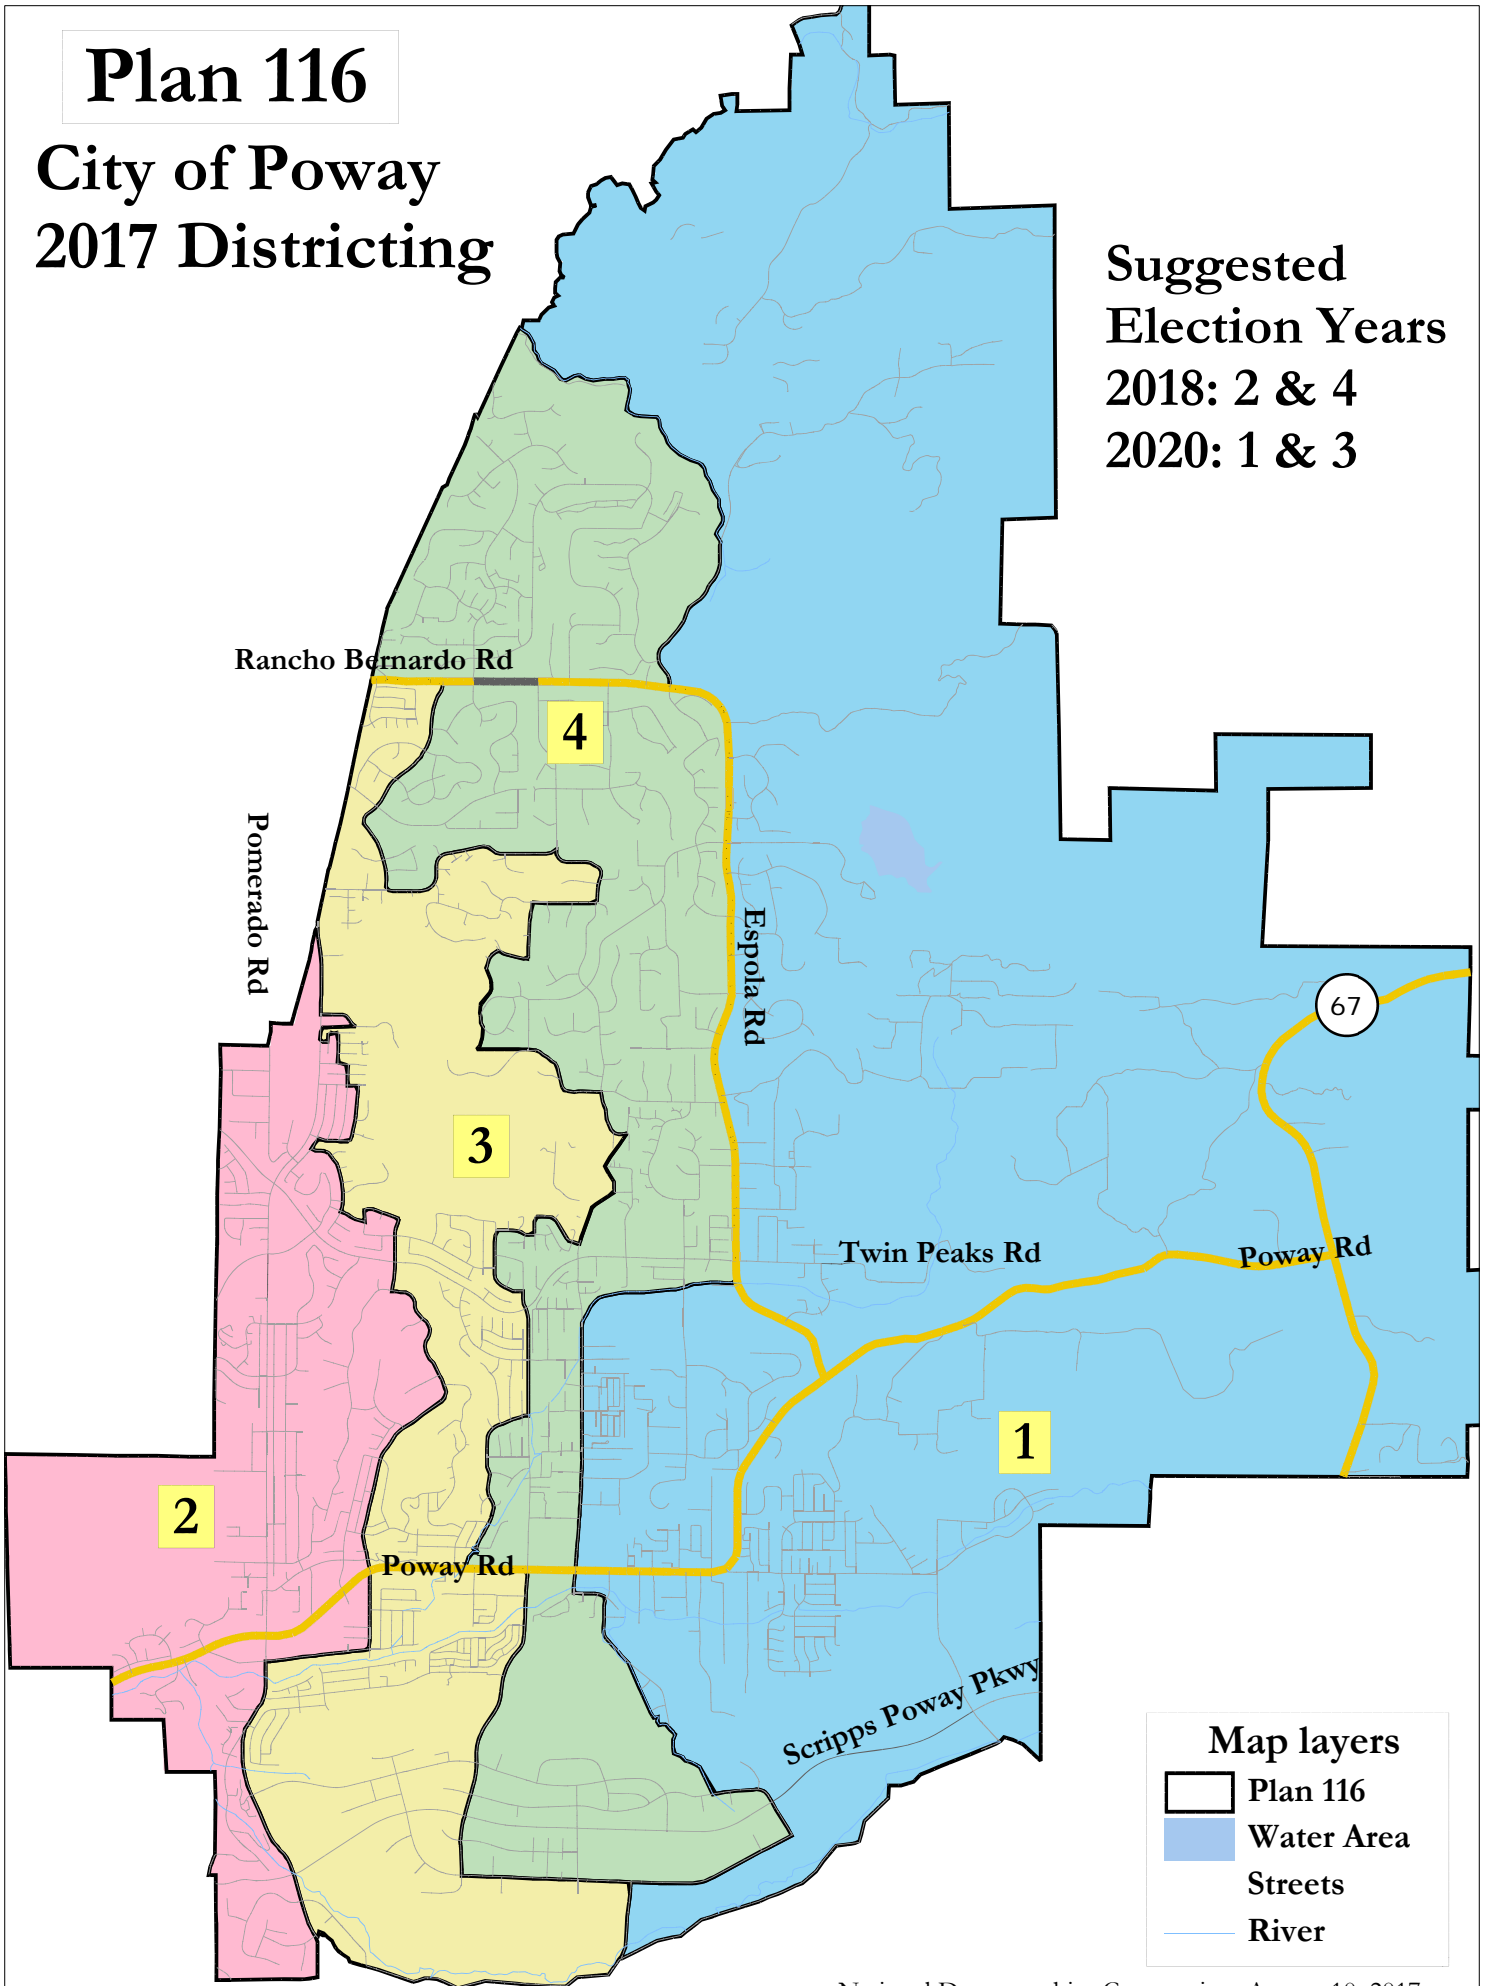 Plan 116
City of Poway
2017 Districting
Suggested
Election Years
2018: 2 & 4
2020: 1 & 3
Rancho Bernardo Rd
4
Pomerado Rd
Espola Rd
67
3
Twin Peaks Rd
Poway Rd
1
2
Poway Rd
Scripps Poway Pkwy
Map layers
Plan 116
Water Area
Streets
River